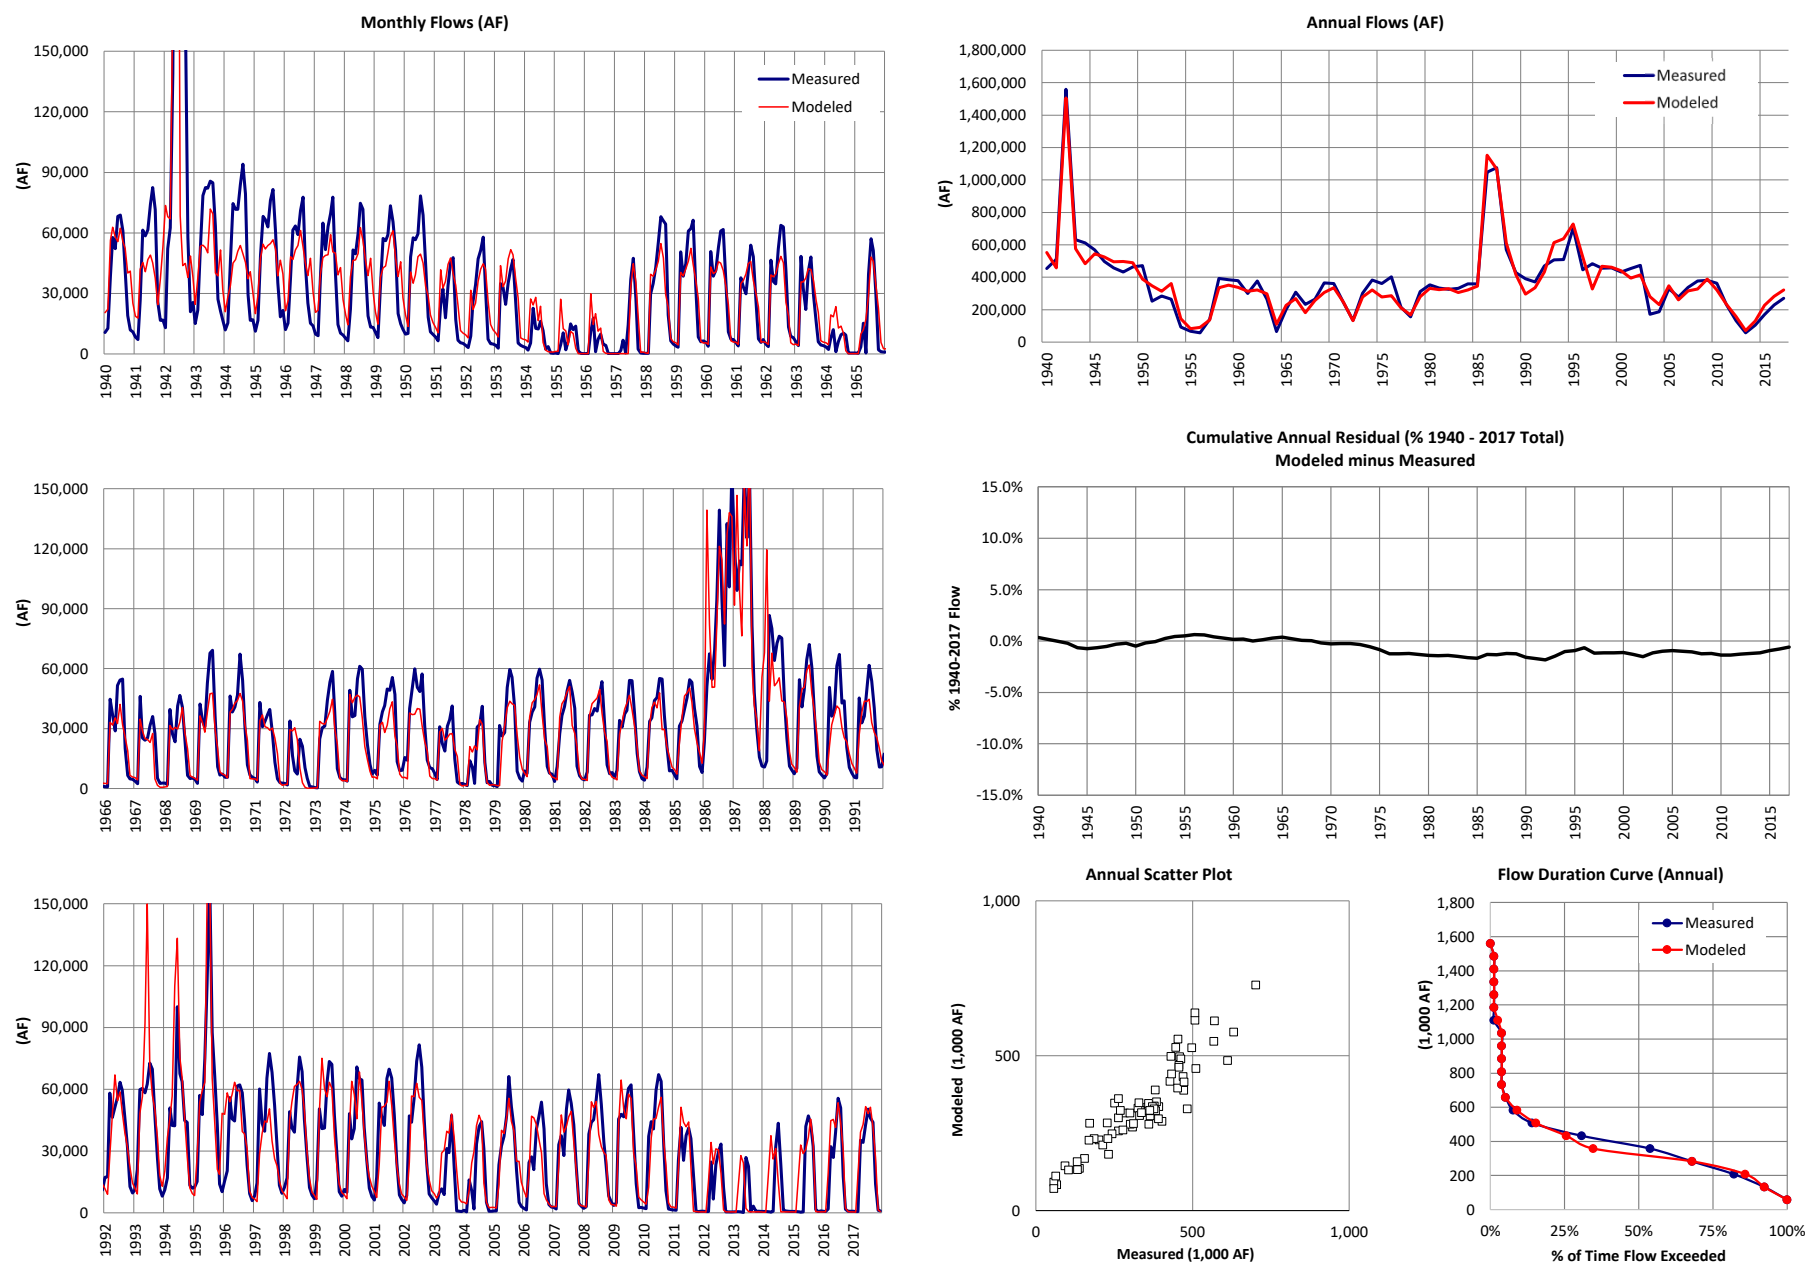 Monthly Flows (AF)
150,000
120,000
90,000
60,000
30,000
0
(AF)
Measured
Modeled
1940 1941 1942 1943 1944 1945 1946 1947 1948 1949 1950 1951 1952 1953 1954 1955 1956 1957 1958 1959 1960 1961 1962 1963 1964 1965
150,000
120,000
90,000
60,000
30,000
0
(AF)
1966 1967 1968 1969 1970 1971 1972 1973 1974 1975 1976 1977 1978 1979 1980 1981 1982 1983 1984 1985 1986 1987 1988 1989 1990 1991
150,000
120,000
90,000
60,000
30,000
0
(AF)
1992 1993 1994 1995 1996 1997 1998 1999 2000 2001 2002 2003 2004 2005 2006 2007 2008 2009 2010 2011 2012 2013 2014 2015 2016 2017
Annual Flows (AF)
1,800,000
1,600,000
1,400,000
1,200,000
1,000,000
800,000
600,000
400,000
200,000
0
(AF)
Measured
Modeled
1940 1945 1950 1955 1960 1965 1970 1975 1980 1985 1990 1995 2000 2005 2010 2015
Cumulative Annual Residual (% 1940 - 2017 Total)
Modeled minus Measured
15.0%
10.0%
5.0%
0.0%
-5.0%
-10.0%
-15.0%
% 1940-2017 Flow
1940 1945 1950 1955 1960 1965 1970 1975 1980 1985 1990 1995 2000 2005 2010 2015
Annual Scatter Plot
1,000
500
0
Modeled (1,000 AF)
0 500 1,000
Measured (1,000 AF)
Flow Duration Curve (Annual)
1,800
1,600
1,400
1,200
1,000
800
600
400
200
0
(1,000 AF)
Measured
Modeled
0% 25% 50% 75% 100%
% of Time Flow Exceeded